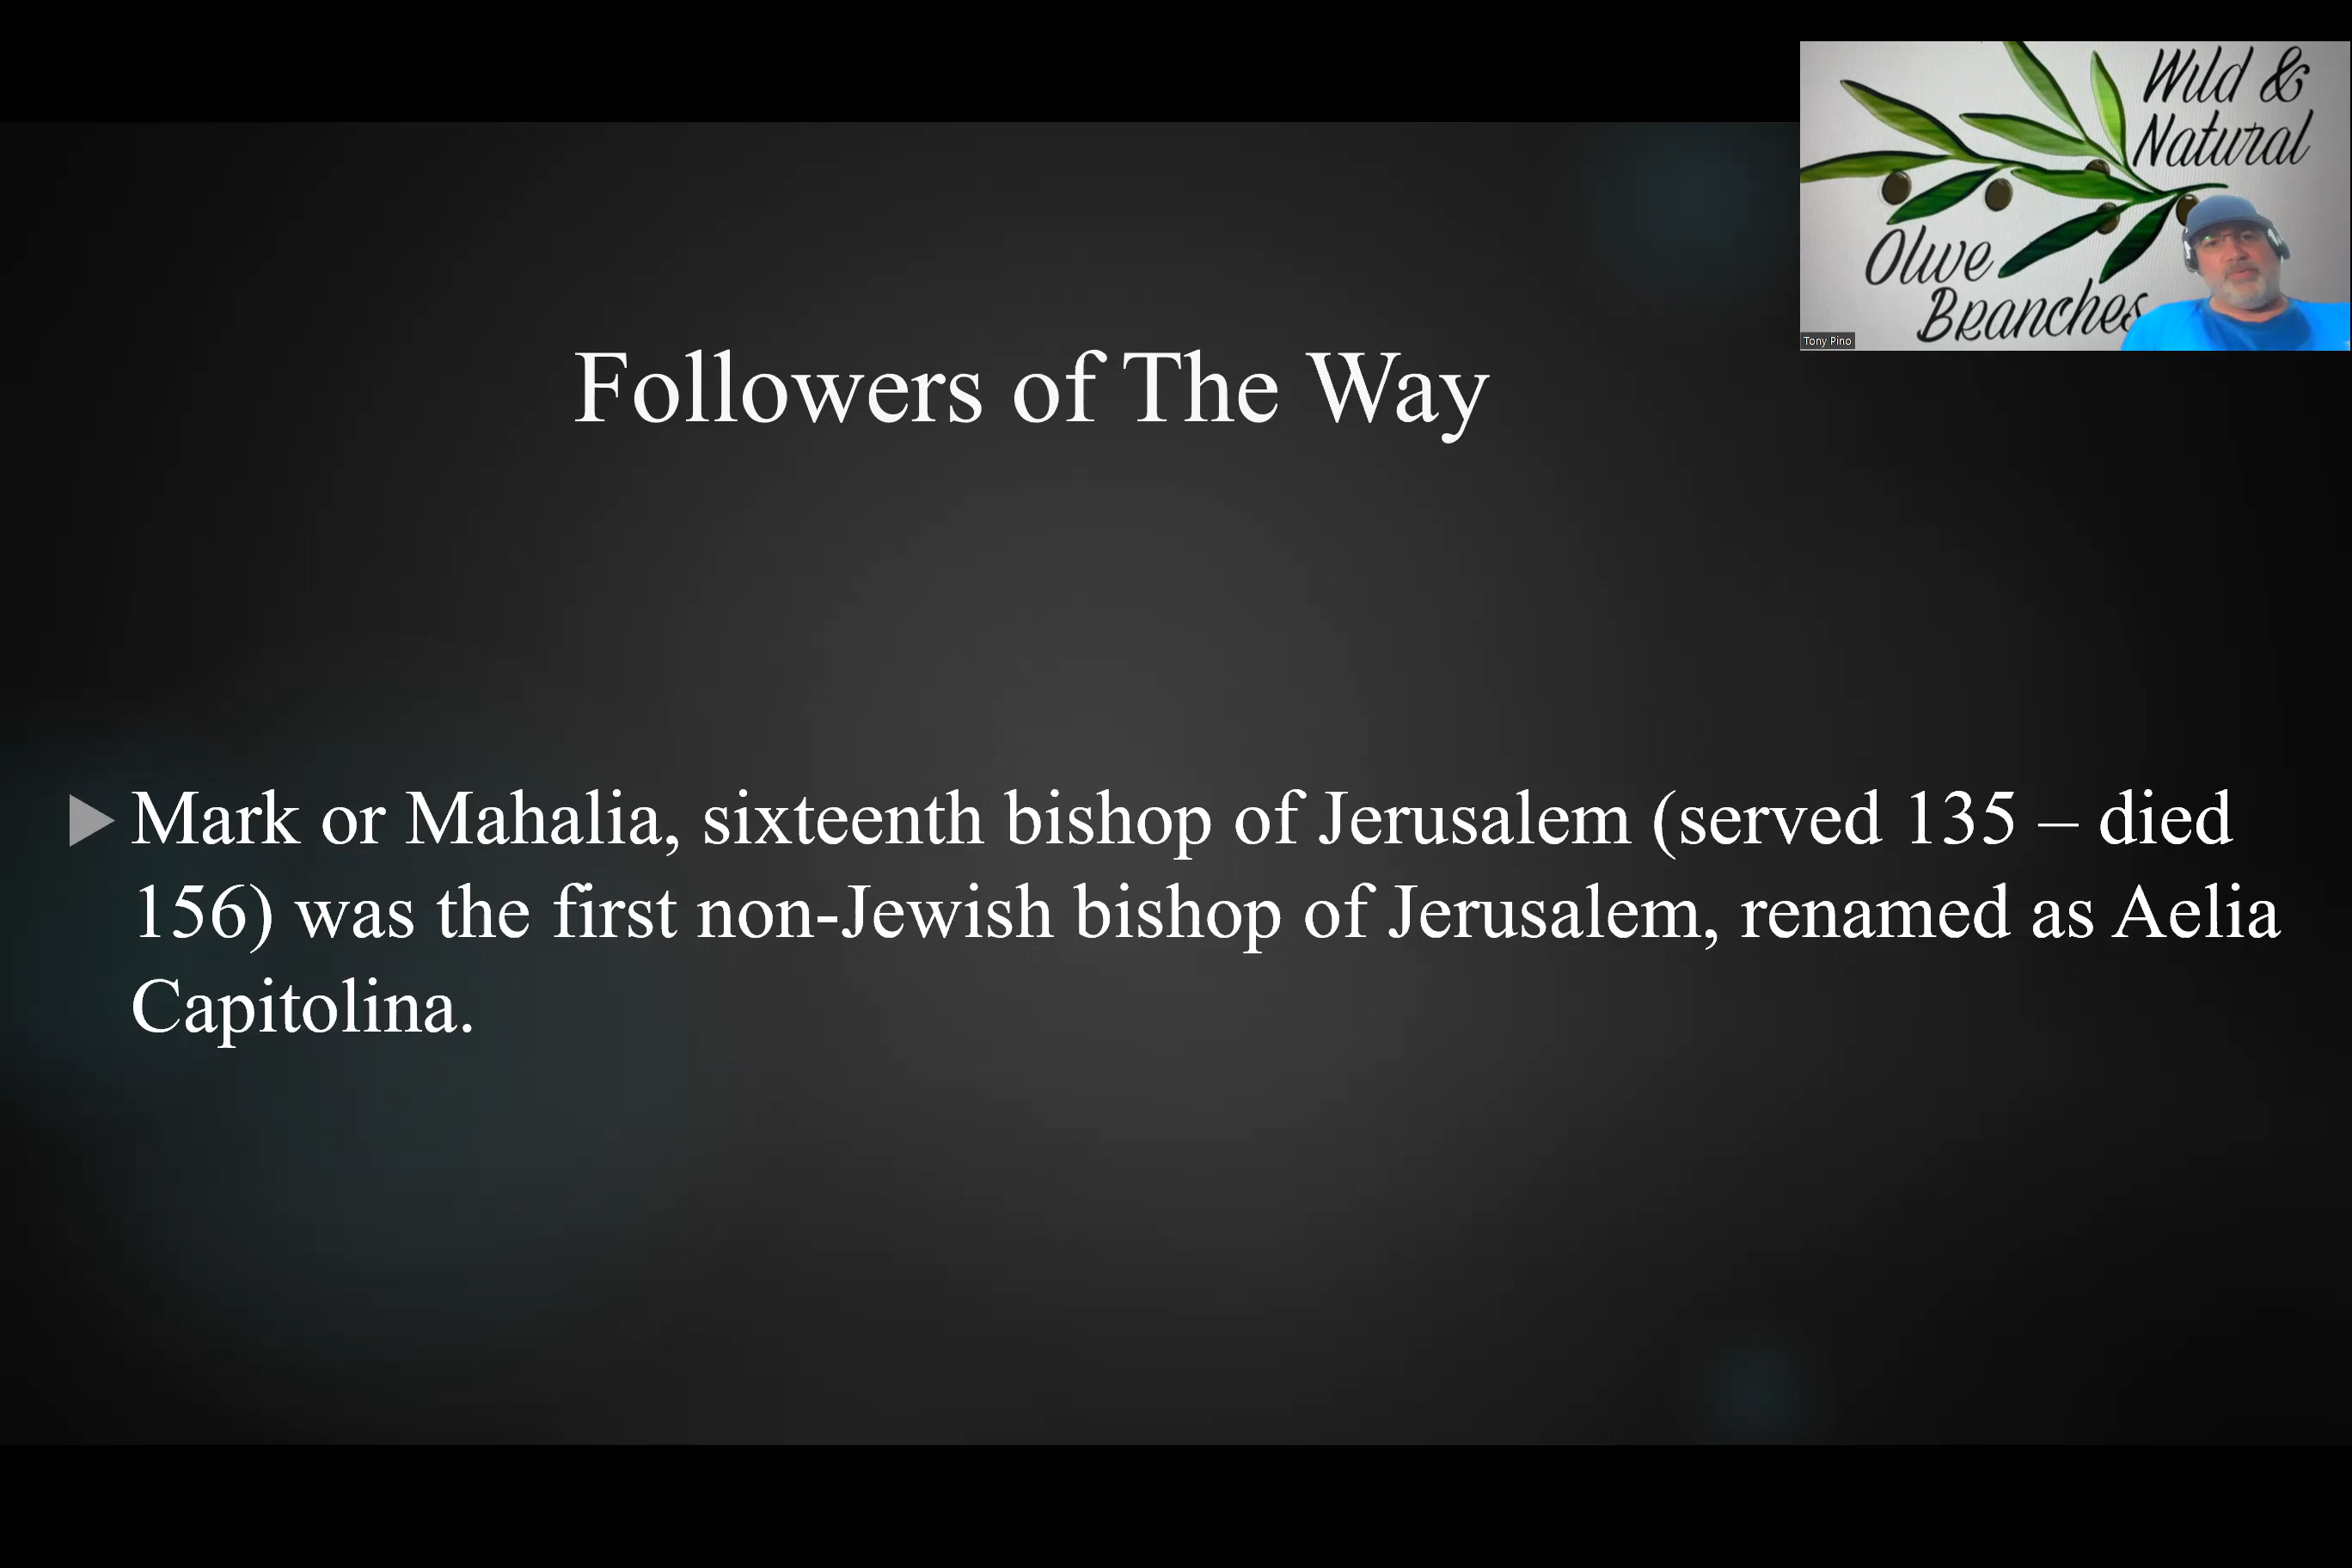 Wild &
Natural
Olive
Branches
Tony Pino
Followers of The Way
Mark or Mahalia, sixteenth bishop of Jerusalem (served 135 – died
156) was the first non-Jewish bishop of Jerusalem, renamed as Aelia
Capitolina.